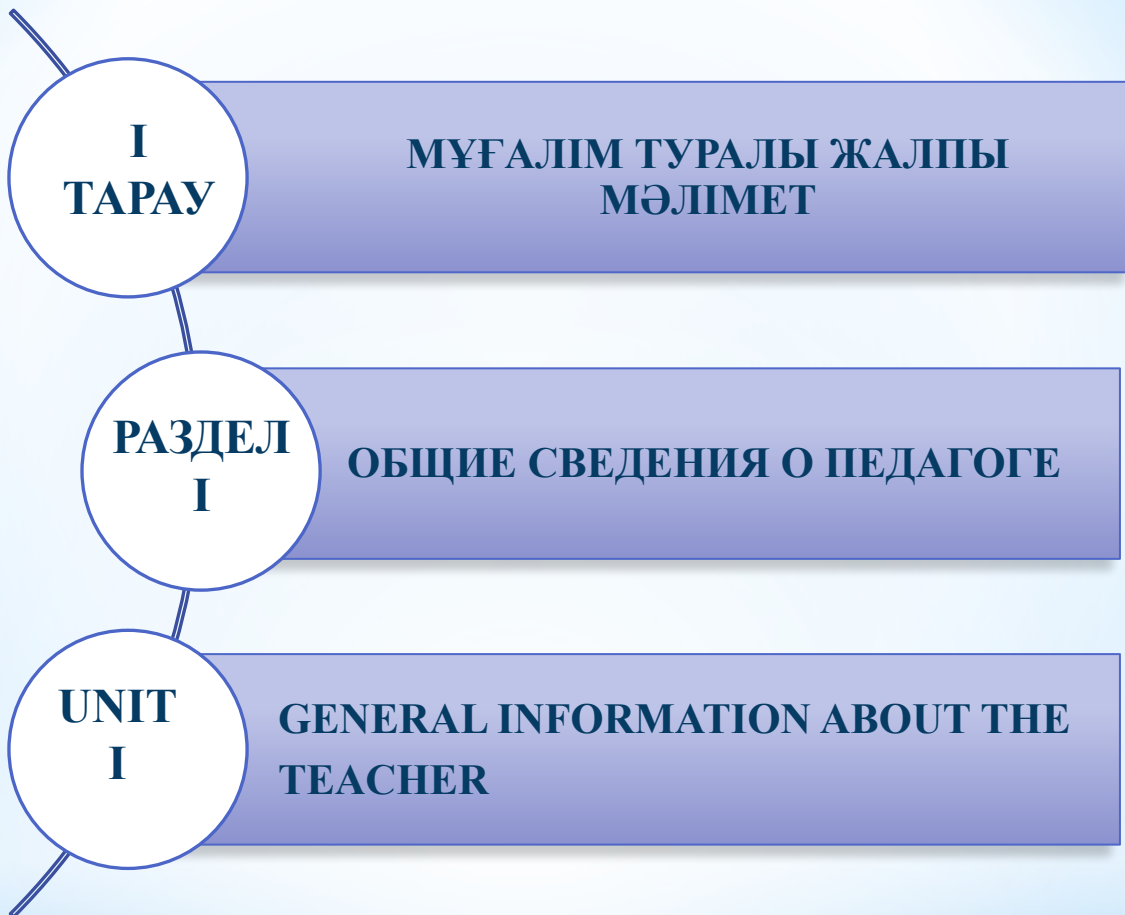 I
ТАРАУ
МҰҒАЛІМ ТУРАЛЫ ЖАЛПЫ
МӘЛІМЕТ
РАЗДЕЛ
I
ОБЩИЕ СВЕДЕНИЯ О ПЕДАГОГЕ
UNIT
I
GENERAL INFORMATION ABOUT THE
TEACHER